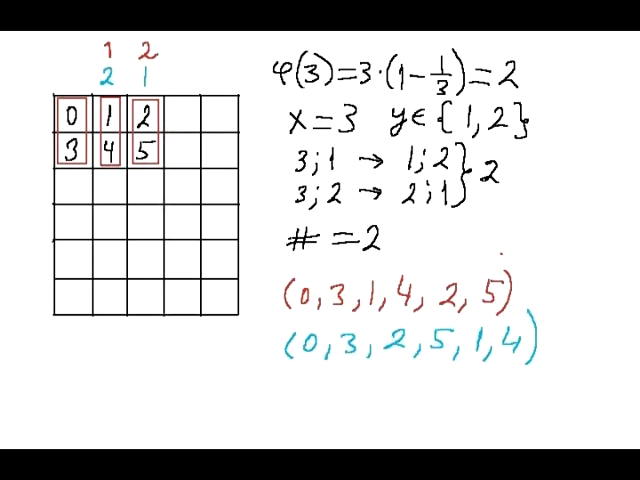 1 2
2 1
0 1 2
3 4 5
φ(3)=3·(1-1/3)=2
x=3 y∈{1,2}
3;1 → 1;2
3;2 → 2;1 } 2
# = 2
(0,3,1,4,2,5)
(0,3,2,5,1,4)